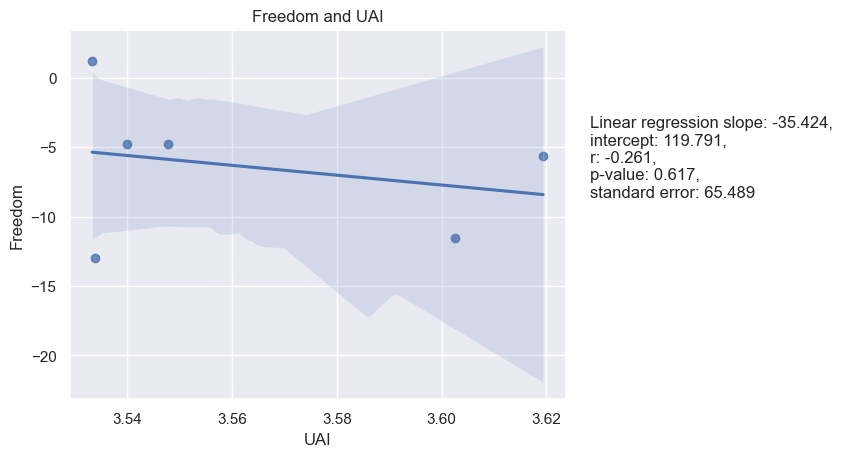 Freedom and UAI
0
−5
−10
−15
−20
Freedom
3.54
3.56
3.58
3.60
3.62
UAI
Linear regression slope: -35.424,
intercept: 119.791,
r: -0.261,
p-value: 0.617,
standard error: 65.489